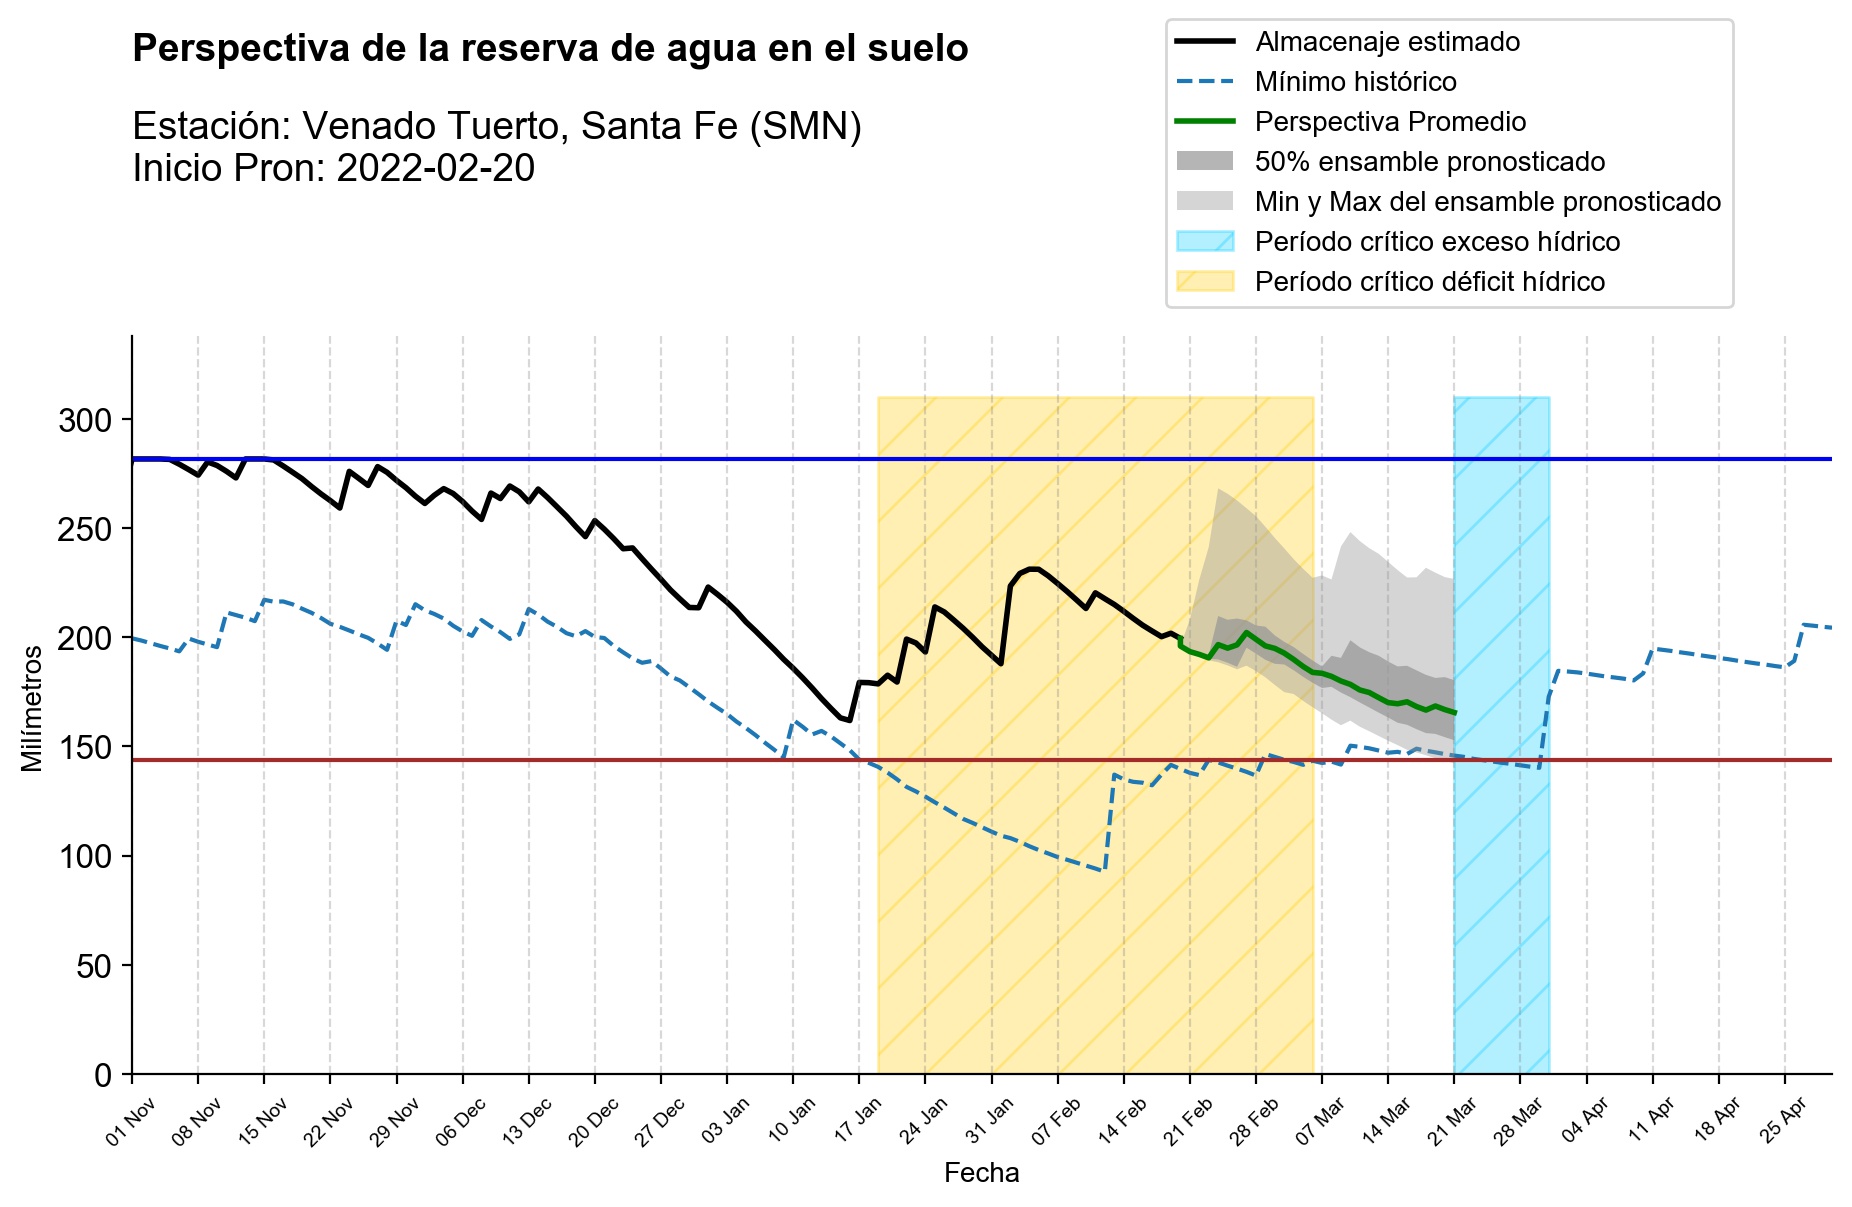 Perspectiva de la reserva de agua en el suelo
Estación: Venado Tuerto, Santa Fe (SMN)
Inicio Pron: 2022-02-20
Almacenaje estimado
Mínimo histórico
Perspectiva Promedio
50% ensamble pronosticado
Min y Max del ensamble pronosticado
Período crítico exceso hídrico
Período crítico déficit hídrico
Milímetros
300
250
200
150
100
50
0
01 Nov
08 Nov
15 Nov
22 Nov
29 Nov
06 Dec
13 Dec
20 Dec
27 Dec
03 Jan
10 Jan
17 Jan
24 Jan
31 Jan
07 Feb
14 Feb
21 Feb
28 Feb
07 Mar
14 Mar
21 Mar
28 Mar
04 Apr
11 Apr
18 Apr
25 Apr
Fecha